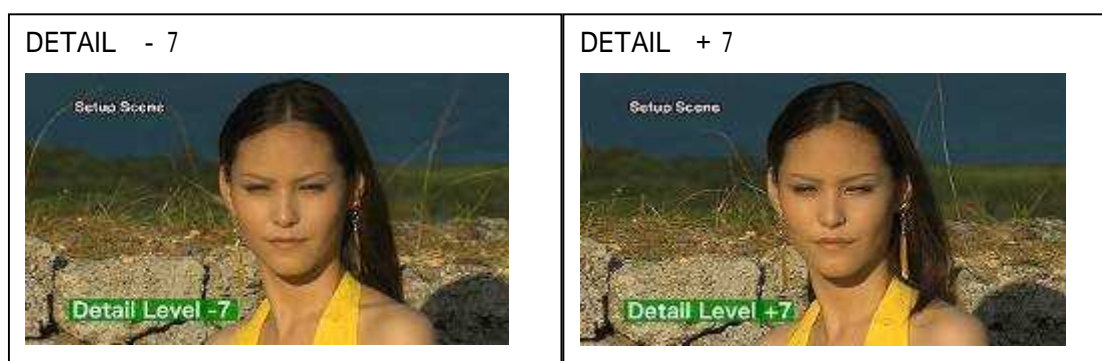 DETAIL - 7
Setup Scene
Detail Level -7
DETAIL + 7
Setup Scene
Detail Level +7